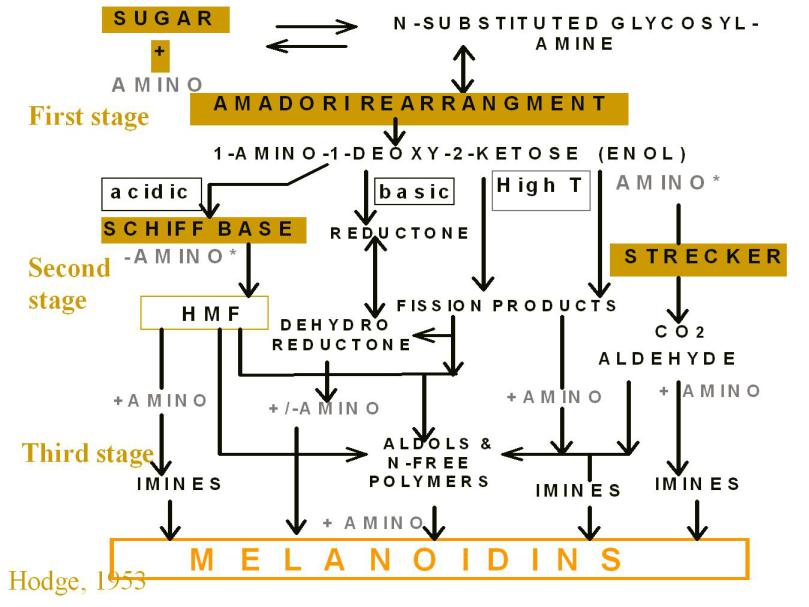 SUGAR
N-SUBSTITUTED GLYCOSYL-
AMINE
+
AMINO
First stage
AMADORI REARRANGMENT
1-AMINO-1-DEOXY-2-KETOSE (ENOL)
acidic
basic
High T
AMINO*
SCHIFF BASE
REDUCTONE
-AMINO*
STRECKER
Second
stage
HMF
FISSION PRODUCTS
DEHYDRO
REDUCTONE
CO2
ALDEHYDE
+AMINO
+/-AMINO
+AMINO
+ AMINO
Third stage
ALDOLS &
N-FREE
POLYMERS
IMINES
IMINES
IMINES
+ AMINO
MELANOIDINS
Hodge, 1953